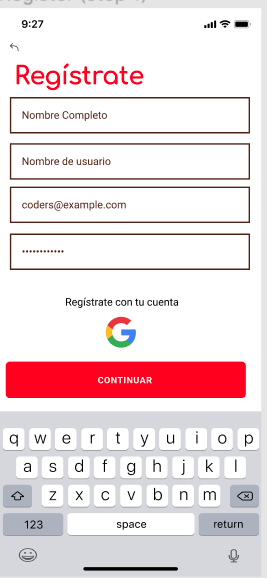 9:27
Regístrate
Nombre Completo
Nombre de usuario
coders@example.com
••••••••••••
Regístrate con tu cuenta
G
CONTINUAR
q w e r t y u i o p
a s d f g h j k l
z x c v b n m
123 space return